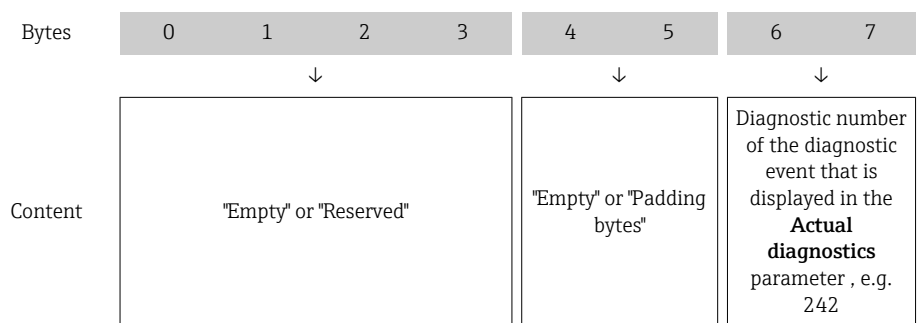 Bytes 0 1 2 3 4 5 6 7
↓ ↓ ↓
Content
"Empty" or "Reserved"
"Empty" or "Padding
bytes"
Diagnostic number
of the diagnostic
event that is
displayed in the
Actual
diagnostics
parameter , e.g.
242